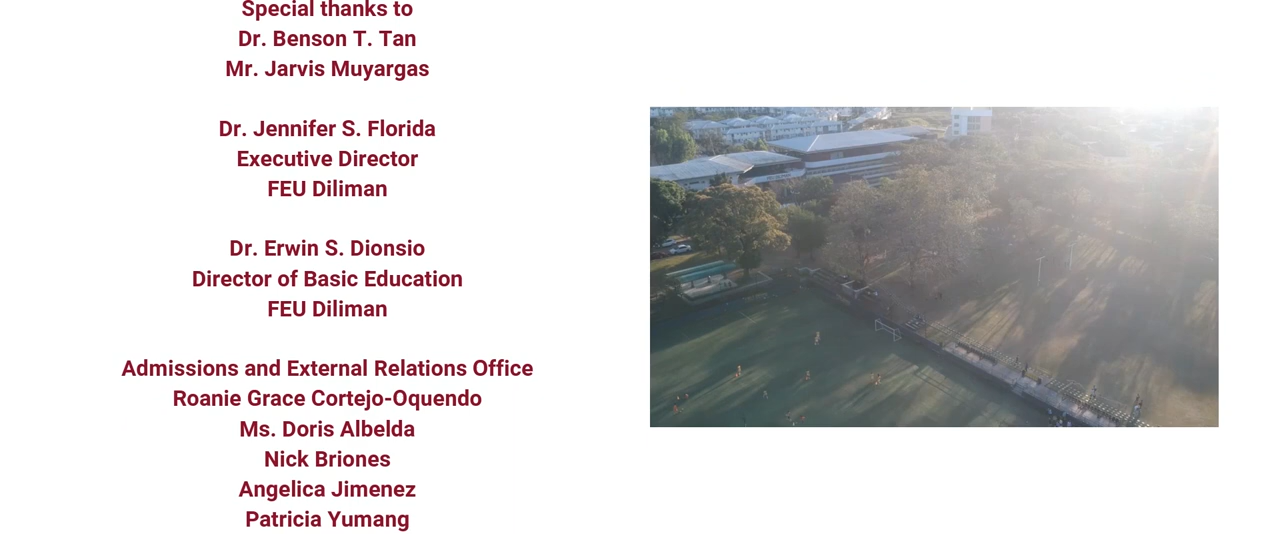 Special thanks to
Dr. Benson T. Tan
Mr. Jarvis Muyargas
Dr. Jennifer S. Florida
Executive Director
FEU Diliman
Dr. Erwin S. Dionsio
Director of Basic Education
FEU Diliman
Admissions and External Relations Office
Roanie Grace Cortejo-Oquendo
Ms. Doris Albelda
Nick Briones
Angelica Jimenez
Patricia Yumang